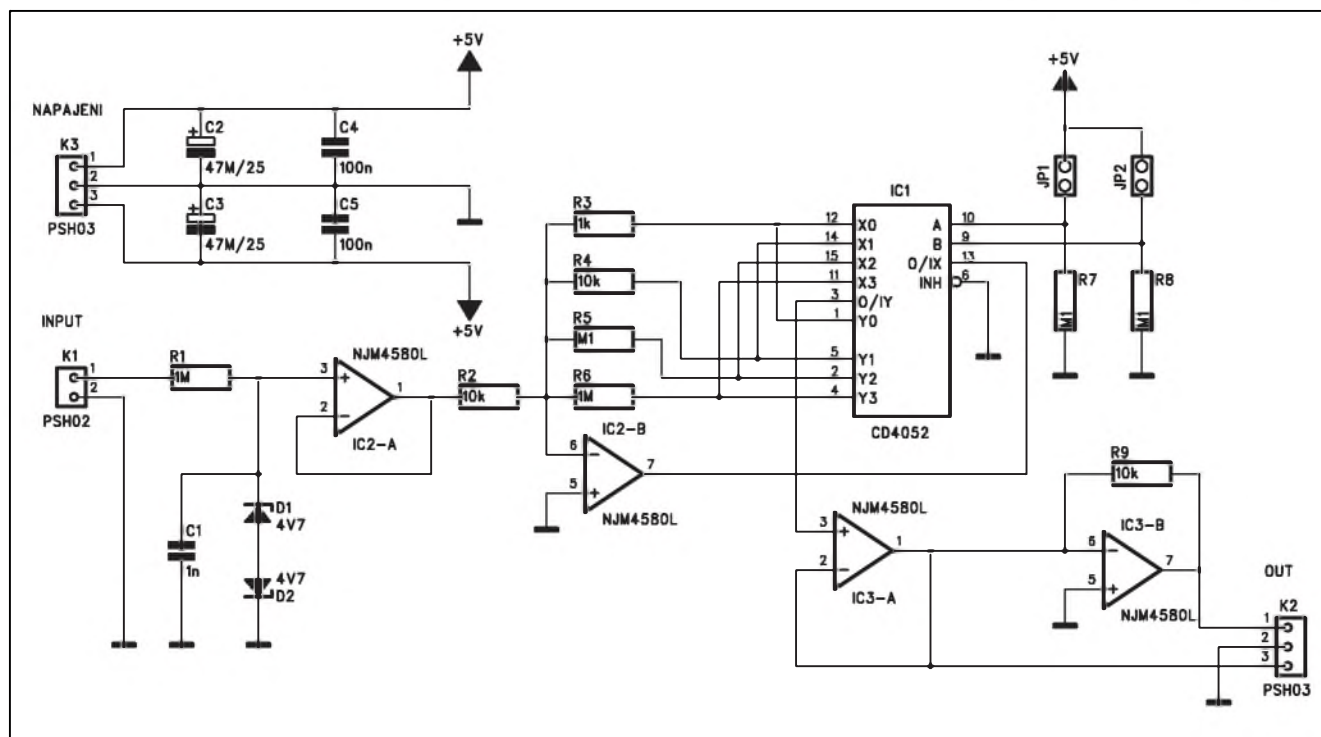 +5V
NAPAJENI
K3
1
2
3
PSH03
C2
+
47M/25
C4
100n
C3
+
47M/25
C5
100n
+5V
INPUT
K1
1
2
PSH02
R1
1M
NJM4580L
3
+
2
−
1
IC2-A
C1
1n
D1
4V7
4V7
D2
R2
10k
R3
1k
R4
10k
R5
M1
R6
1M
IC2-B
6
−
5
+
7
NJM4580L
IC1
12
X0
14
X1
15
X2
11
X3
3
O/IY
1
Y0
5
Y1
2
Y2
4
Y3
A
10
B
9
O/IX
13
INH
6
CD4052
+5V
JP1
JP2
R7
M1
R8
M1
NJM4580L
3
+
2
−
1
IC3-A
R9
10k
IC3-B
6
−
5
+
7
NJM4580L
OUT
K2
1
2
3
PSH03